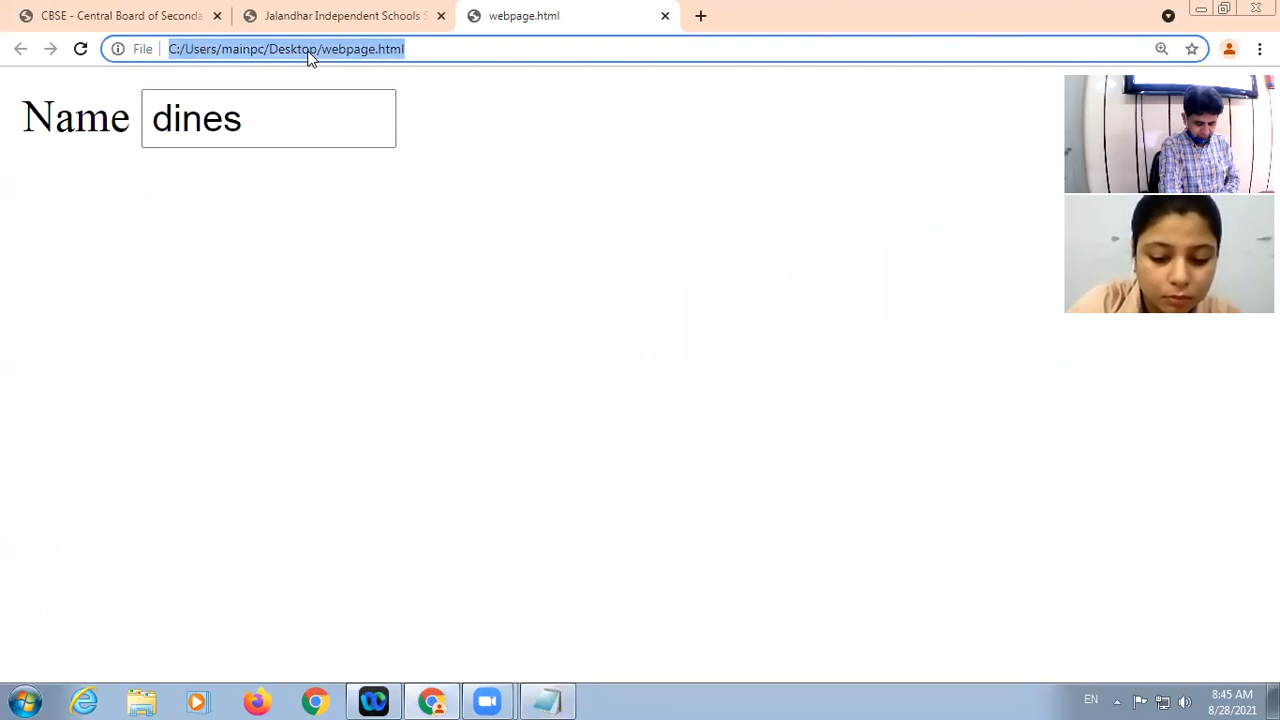 CBSE - Central Board of Seconda
Jalandhar Independent Schools S
webpage.html
File
C:/Users/mainpc/Desktop/webpage.html
Name
dines
EN
8:45 AM
8/28/2021